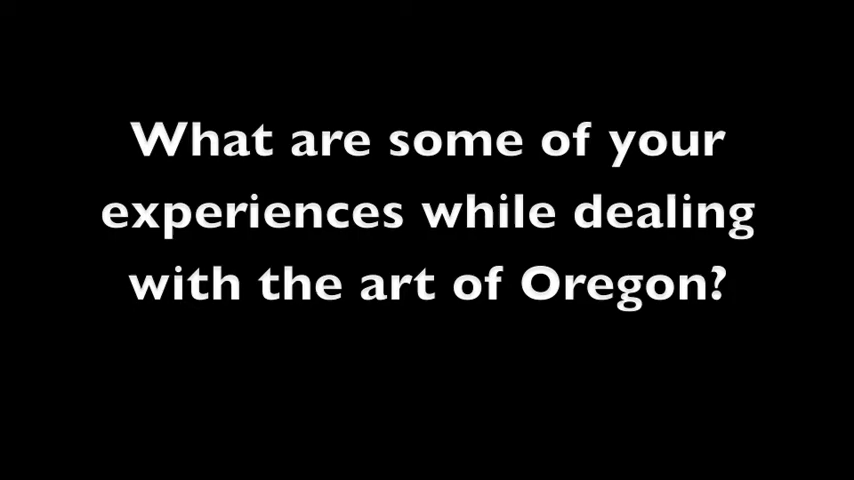 What are some of your
experiences while dealing
with the art of Oregon?